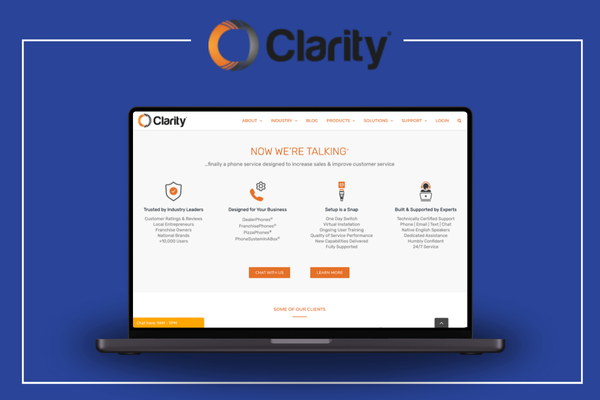 Clarity
Clarity
ABOUT INDUSTRY BLOG PRODUCTS SOLUTIONS SUPPORT LOGIN
NOW WE'RE TALKING®
...finally a phone service designed to increase sales & improve customer service
Trusted by Industry Leaders
Customer Ratings & Reviews
Local Entrepreneurs
Franchise Owners
National Brands
+10,000 Users
Designed for Your Business
DealerPhones®
FranchisePhones®
PizzaPhones®
PhoneSysteminABox®
Setup is a Snap
One Day Switch
Virtual Installation
Ongoing User Training
Quality of Service Performance
New Capabilities Delivered
Fully Supported
Built & Supported by Experts
Technically Certified Support
Phone | Email | Text | Chat
Native English Speakers
Dedicated Assistance
Humbly Confident
24/7 Service
CHAT WITH US
LEARN MORE
SOME OF OUR CLIENTS